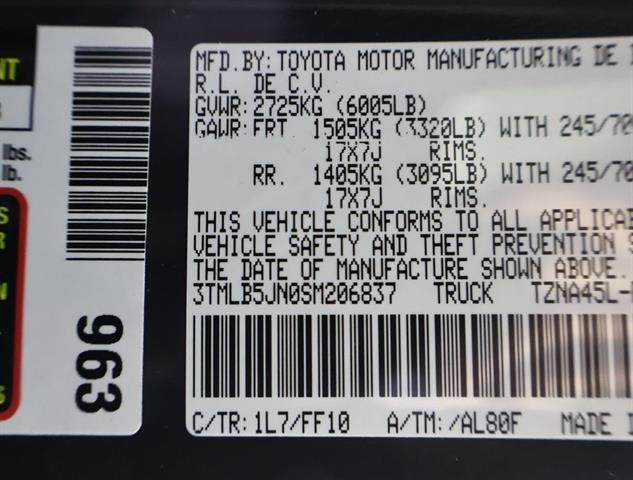 NT
lbs.
lb.
S
R
N
S
963
MFD. BY: TOYOTA MOTOR MANUFACTURING DE
R.L. DE C.V.
GVWR: 2725KG (6005LB)
GAWR: FRT 1505KG (3320LB) WITH 245/70
17X7J RIMS.
RR. 1405KG (3095LB) WITH 245/70
17X7J RIMS.
THIS VEHICLE CONFORMS TO ALL APPLICAB
VEHICLE SAFETY AND THEFT PREVENTION S
THE DATE OF MANUFACTURE SHOWN ABOVE.
3TMLB5JN0SM206837 TRUCK TZNA45L-
C/TR: 1L7/FF10 A/TM: /AL80F MADE